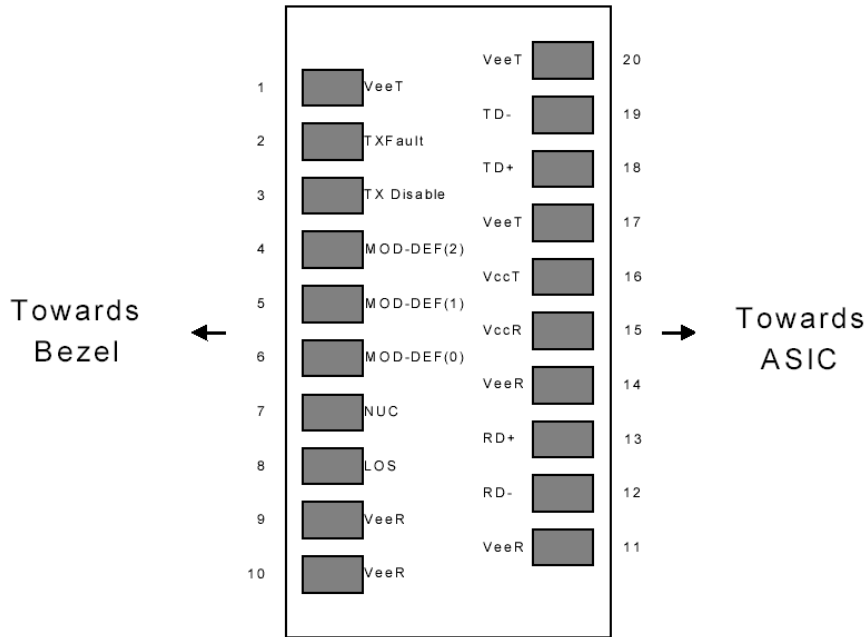 VeeT 20
1 VeeT
TD- 19
2 TXFault
TD+ 18
3 TX Disable
VeeT 17
4 MOD-DEF(2)
VccT 16
5 MOD-DEF(1)
Towards
Bezel
VccR 15
Towards
ASIC
6 MOD-DEF(0)
VeeR 14
7 NUC
RD+ 13
8 LOS
RD- 12
9 VeeR
VeeR 11
10 VeeR